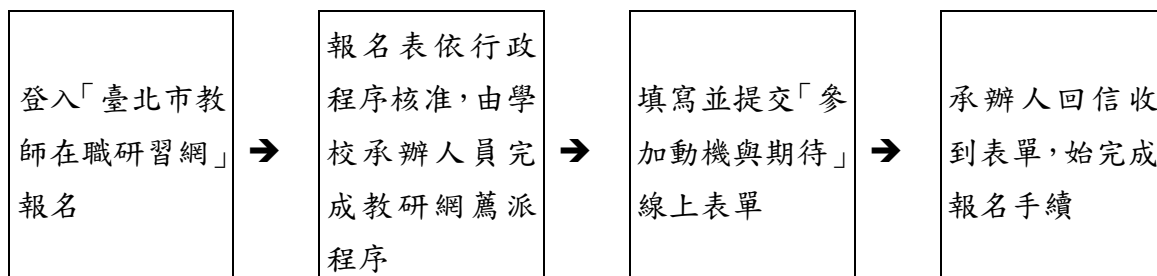 登入「臺北市教
師在職研習網」
報名
➔
報名表依行政
程序核准，由學
校承辦人員完
成教研網薦派
程序
➔
填寫並提交「參
加動機與期待」
線上表單
➔
承辦人回信收
到表單，始完成
報名手續